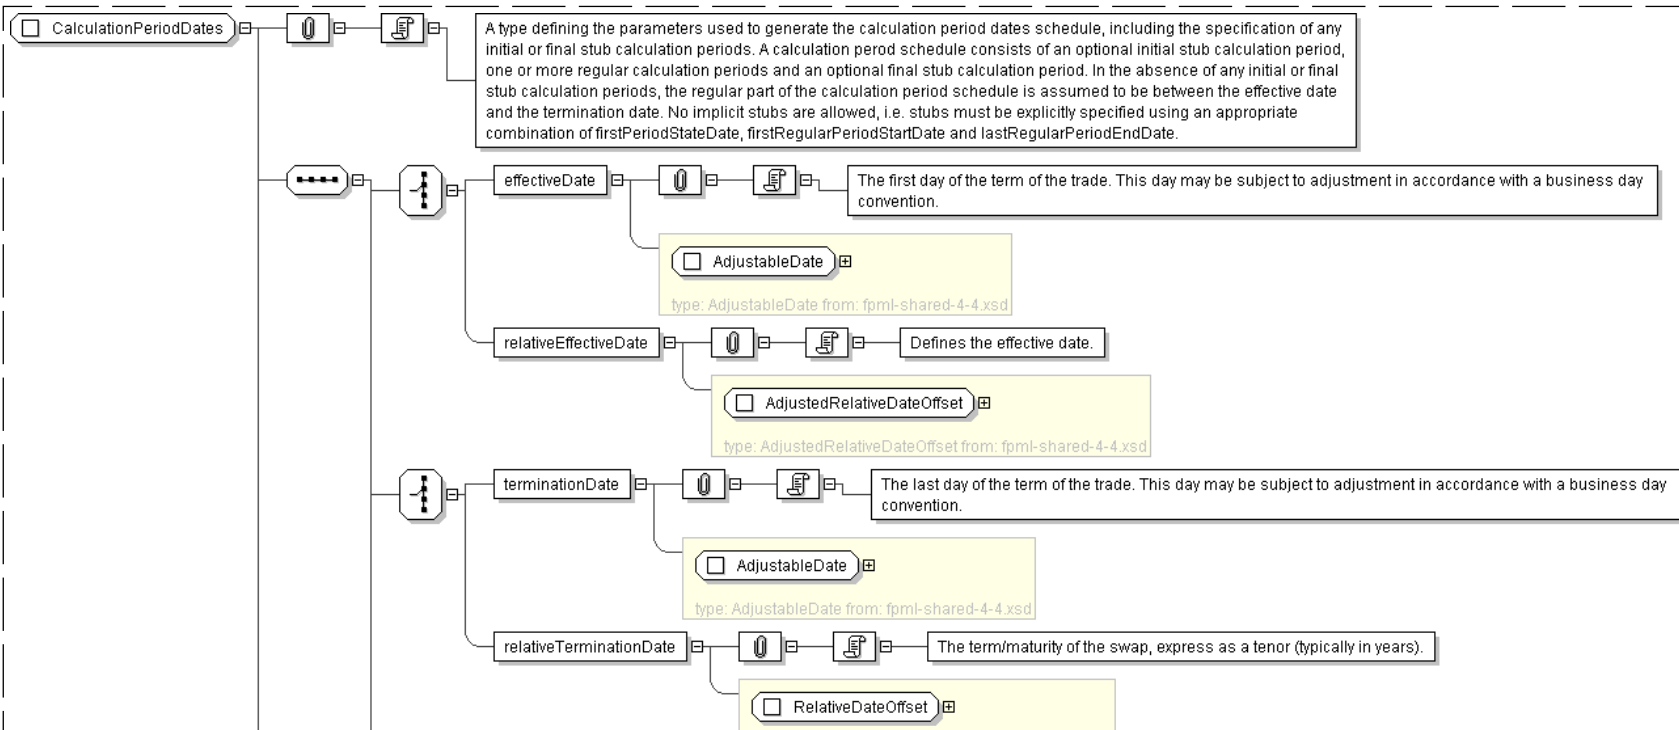 CalculationPeriodDates
A type defining the parameters used to generate the calculation period dates schedule, including the specification of any
initial or final stub calculation periods. A calculation perod schedule consists of an optional initial stub calculation period,
one or more regular calculation periods and an optional final stub calculation period. In the absence of any initial or final
stub calculation periods, the regular part of the calculation period schedule is assumed to be between the effective date
and the termination date. No implicit stubs are allowed, i.e. stubs must be explicitly specified using an appropriate
combination of firstPeriodStateDate, firstRegularPeriodStartDate and lastRegularPeriodEndDate.
effectiveDate
The first day of the term of the trade. This day may be subject to adjustment in accordance with a business day
convention.
AdjustableDate
type: AdjustableDate from: fpml-shared-4-4.xsd
relativeEffectiveDate
Defines the effective date.
AdjustedRelativeDateOffset
type: AdjustedRelativeDateOffset from: fpml-shared-4-4.xsd
terminationDate
The last day of the term of the trade. This day may be subject to adjustment in accordance with a business day
convention.
AdjustableDate
type: AdjustableDate from: fpml-shared-4-4.xsd
relativeTerminationDate
The term/maturity of the swap, express as a tenor (typically in years).
RelativeDateOffset